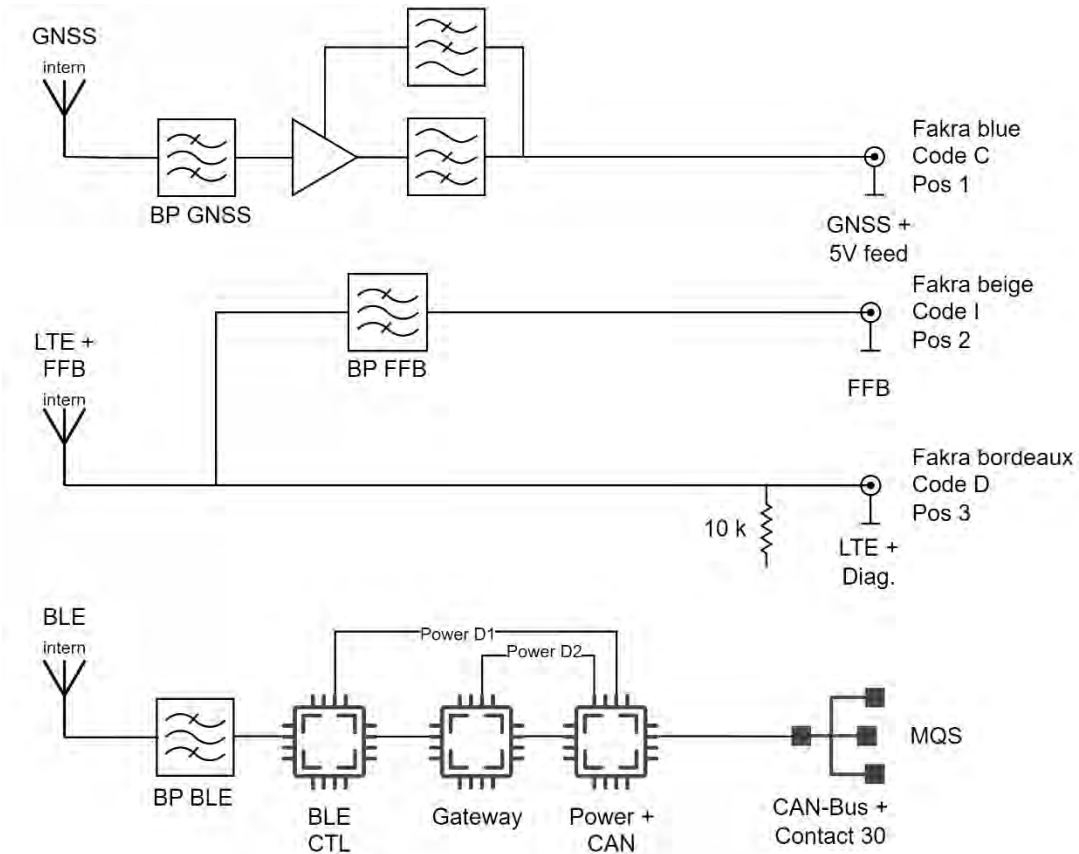 GNSS
intern
BP GNSS
Fakra blue
Code C
Pos 1
GNSS +
5V feed
Fakra beige
Code I
Pos 2
LTE +
FFB
intern
BP FFB
FFB
Fakra bordeaux
Code D
Pos 3
10 k
LTE +
Diag.
BLE
intern
Power D1
Power D2
MQS
BP BLE
BLE
CTL
Gateway
Power +
CAN
CAN-Bus +
Contact 30